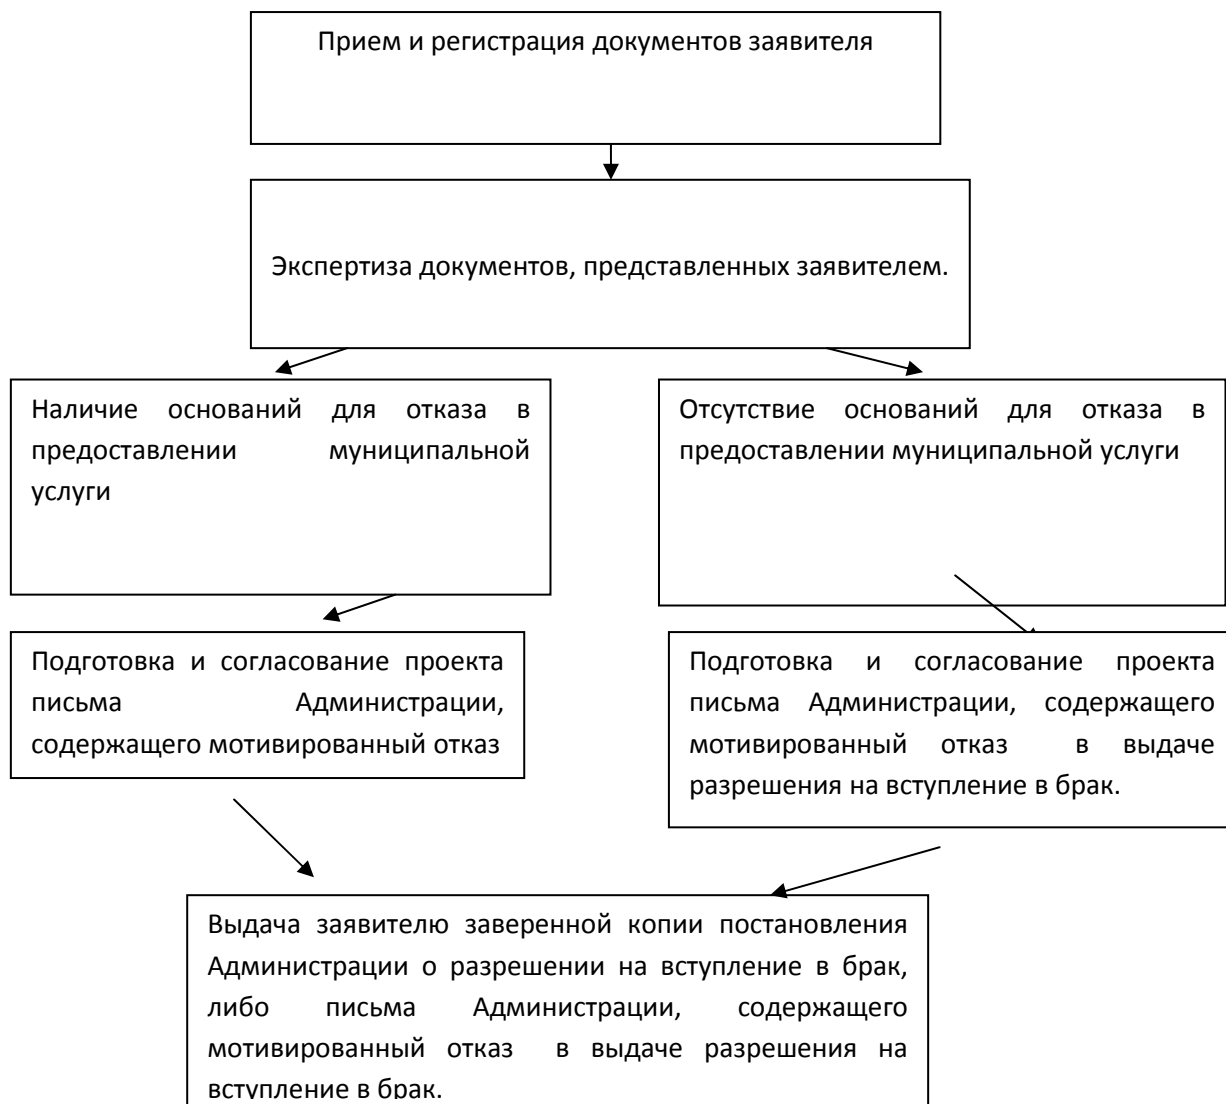 Прием и регистрация документов заявителя
Экспертиза документов, представленных заявителем.
Наличие оснований для отказа в
предоставлении муниципальной
услуги
Отсутствие оснований для отказа в
предоставлении муниципальной услуги
Подготовка и согласование проекта
письма Администрации,
содержащего мотивированный отказ
Подготовка и согласование проекта
письма Администрации, содержащего
мотивированный отказ в выдаче
разрешения на вступление в брак.
Выдача заявителю заверенной копии постановления
Администрации о разрешении на вступление в брак,
либо письма Администрации, содержащего
мотивированный отказ в выдаче разрешения на
вступление в брак.